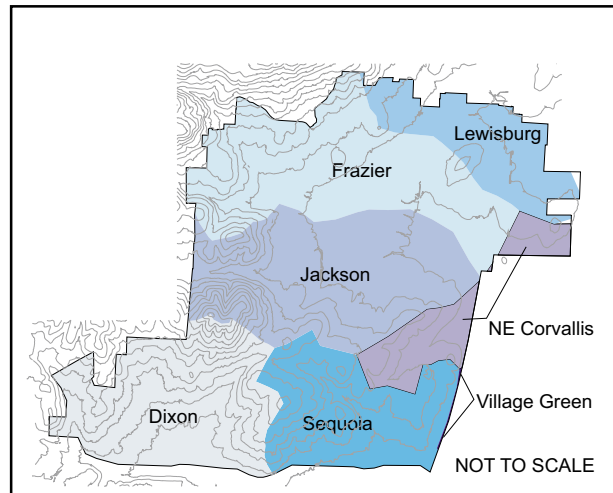 Lewisburg
Frazier
Jackson
NE Corvallis
Village Green
Dixon
Sequoia
NOT TO SCALE